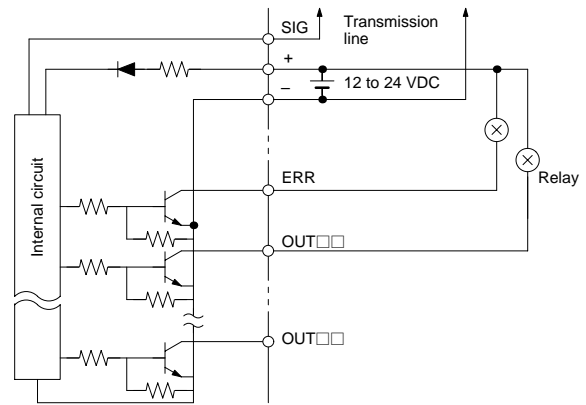 SIG
Transmission
line
+
12 to 24 VDC
–
ERR
Relay
Internal circuit
OUT□□
OUT□□